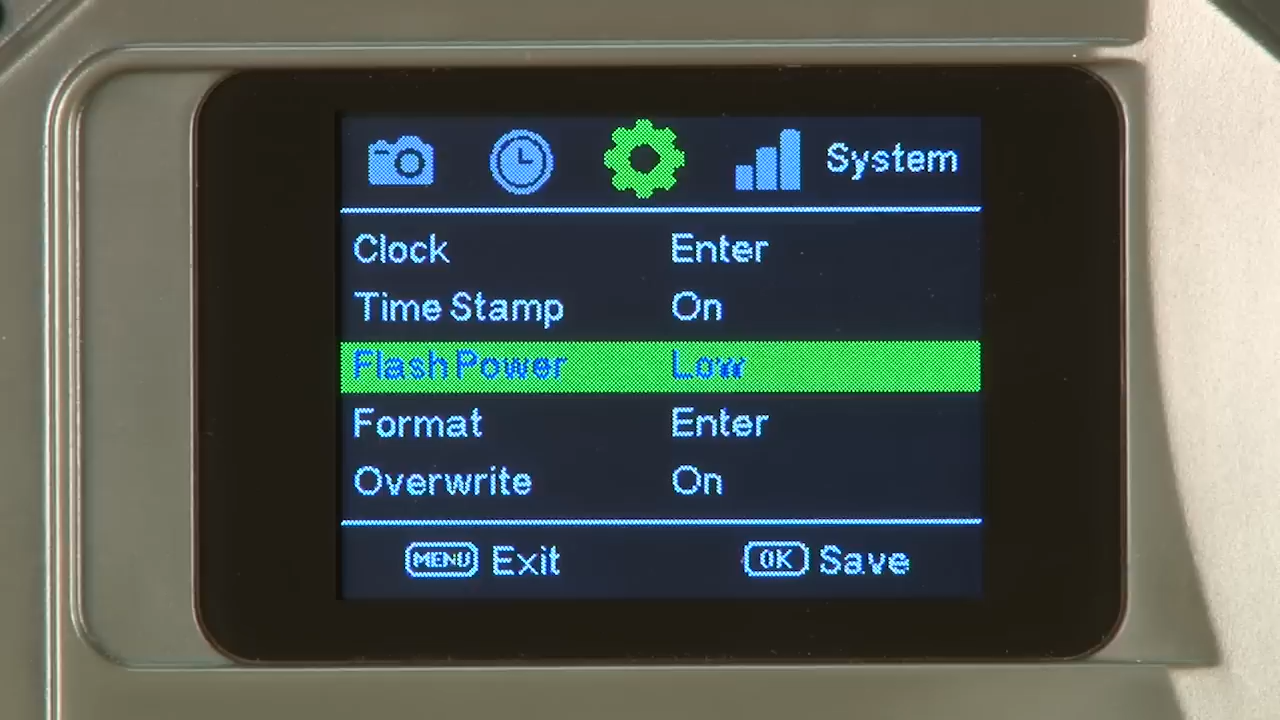 System
Clock Enter
Time Stamp On
Flash Power Low
Format Enter
Overwrite On
MENU Exit OK Save